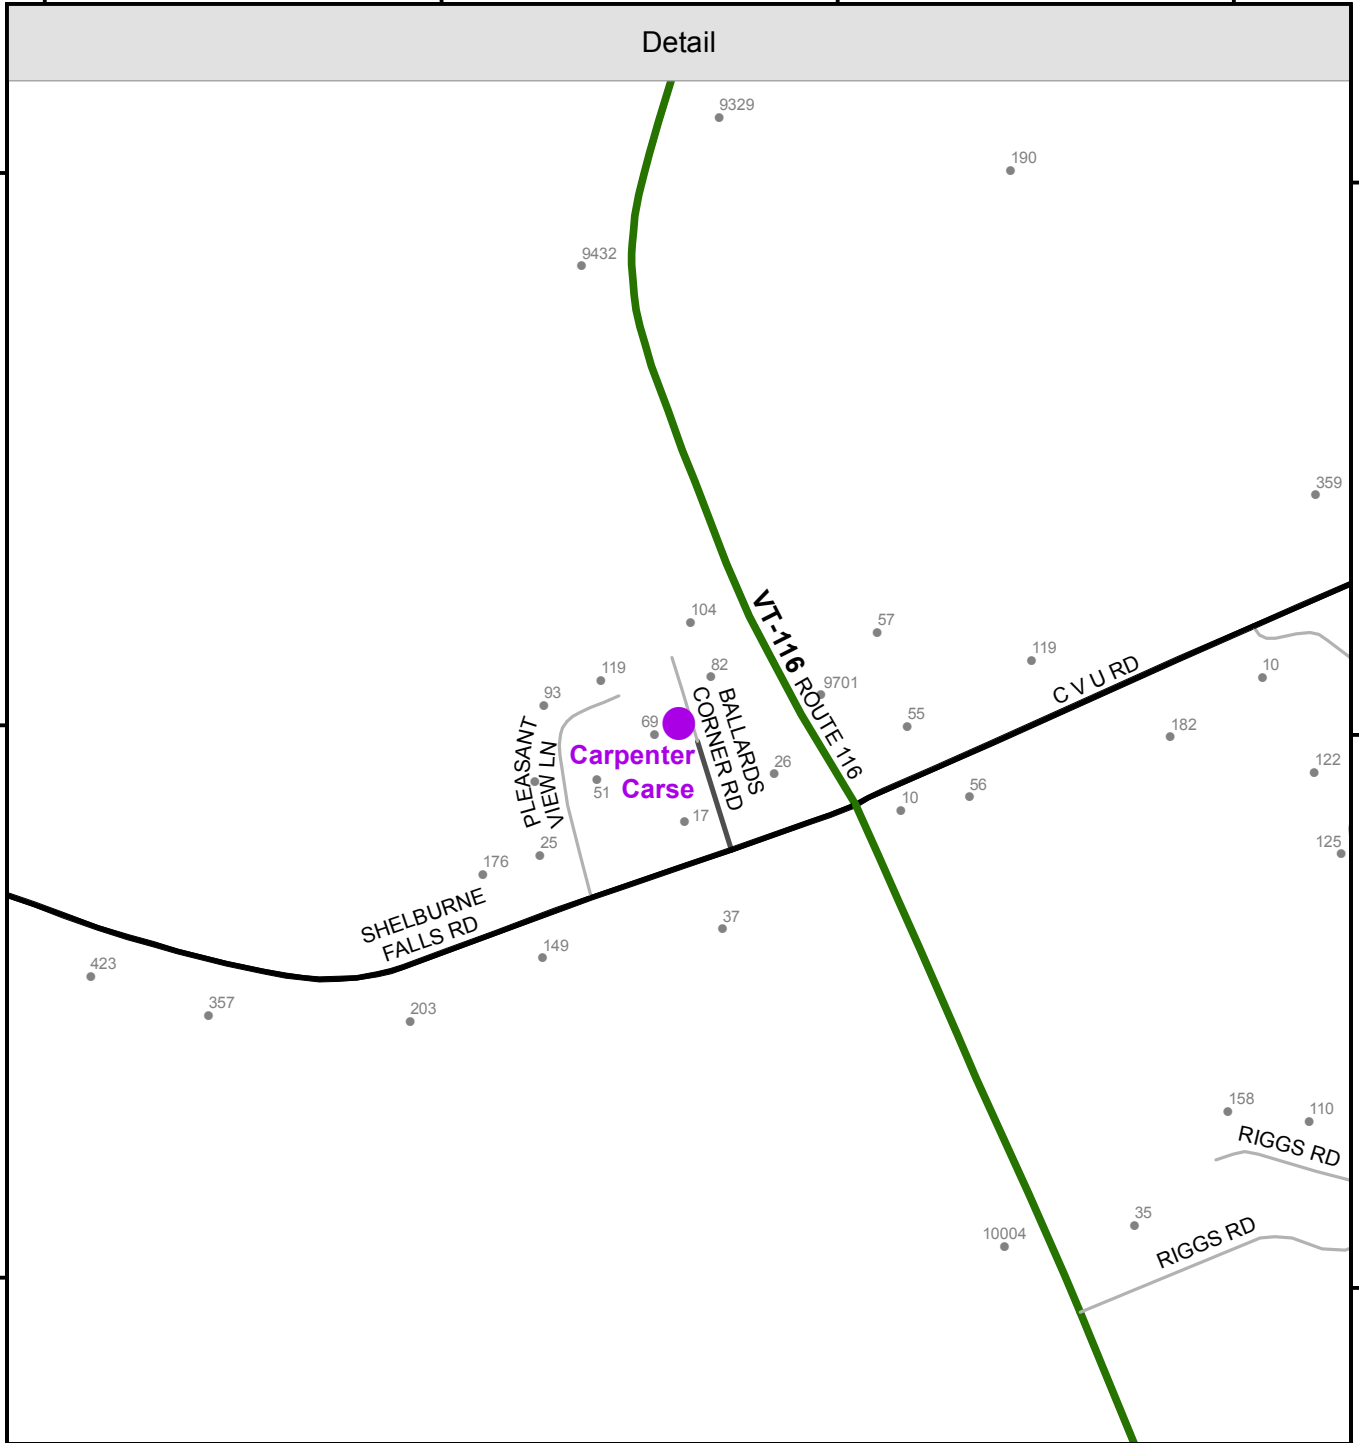 Detail
9329
190
9432
359
104
57
VT-116
ROUTE 116
119
82
119
10
93
9701
C V U RD
BALLARDS
CORNER RD
69
55
182
PLEASANT
VIEW LN
Carpenter
Carse
26
122
51
56
10
17
125
25
176
SHELBURNE
FALLS RD
37
149
423
357
203
158
110
RIGGS RD
35
RIGGS RD
10004